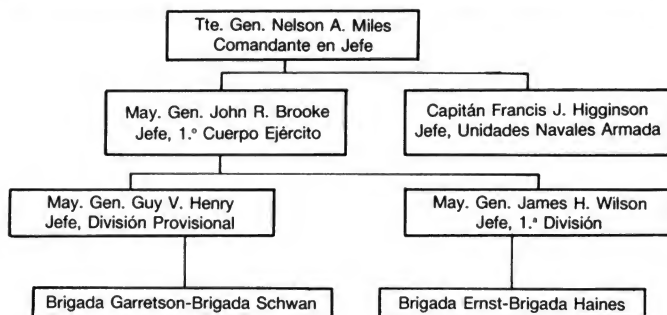 Tte. Gen. Nelson A. Miles
Comandante en Jefe
May. Gen. John R. Brooke
Jefe, 1.º Cuerpo Ejército
Capitán Francis J. Higginson
Jefe, Unidades Navales Armada
May. Gen. Guy V. Henry
Jefe, División Provisional
May. Gen. James H. Wilson
Jefe, 1.ª División
Brigada Garretson-Brigada Schwan
Brigada Ernst-Brigada Haines